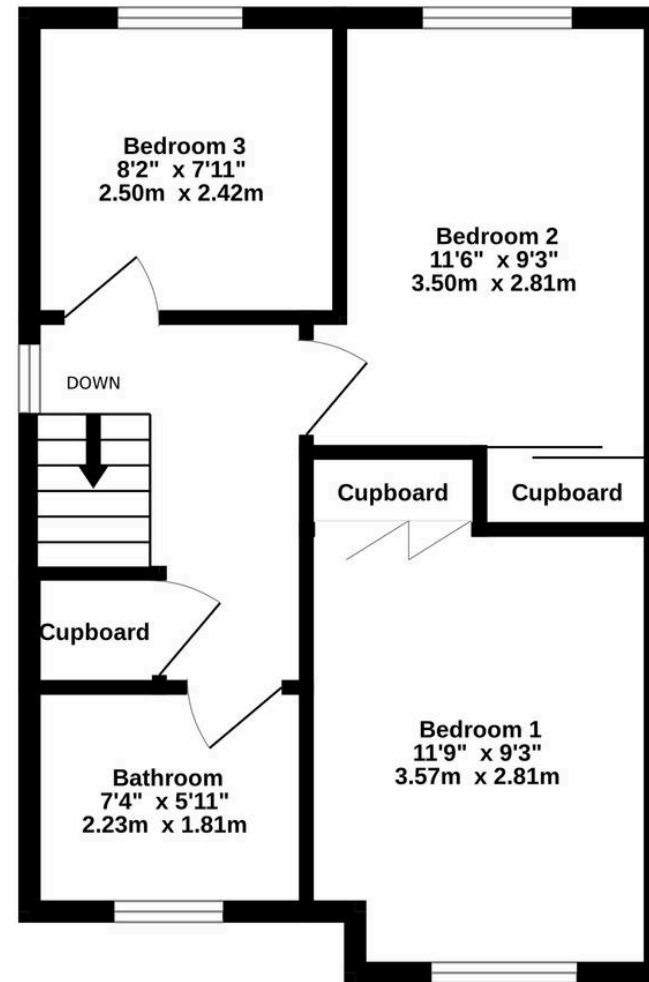 Bedroom 3
8'2" x 7'11"
2.50m x 2.42m
Bedroom 2
11'6" x 9'3"
3.50m x 2.81m
DOWN
Cupboard
Cupboard
Cupboard
Bedroom 1
11'9" x 9'3"
3.57m x 2.81m
Bathroom
7'4" x 5'11"
2.23m x 1.81m